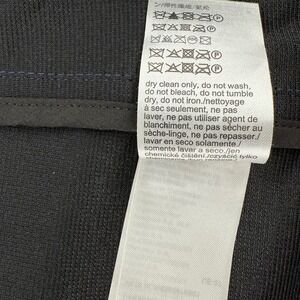 dry clean only, do not wash,
do not bleach, do not tumble
dry, do not iron./nettoyage
à sec seulement, ne pas
laver, ne pas utiliser agent de
blanchiment, ne pas sécher au
sèche-linge, ne pas repasser./
lavar en seco solamente./
somente lavar a seco./jen
chemické čištění./czyścić tylko